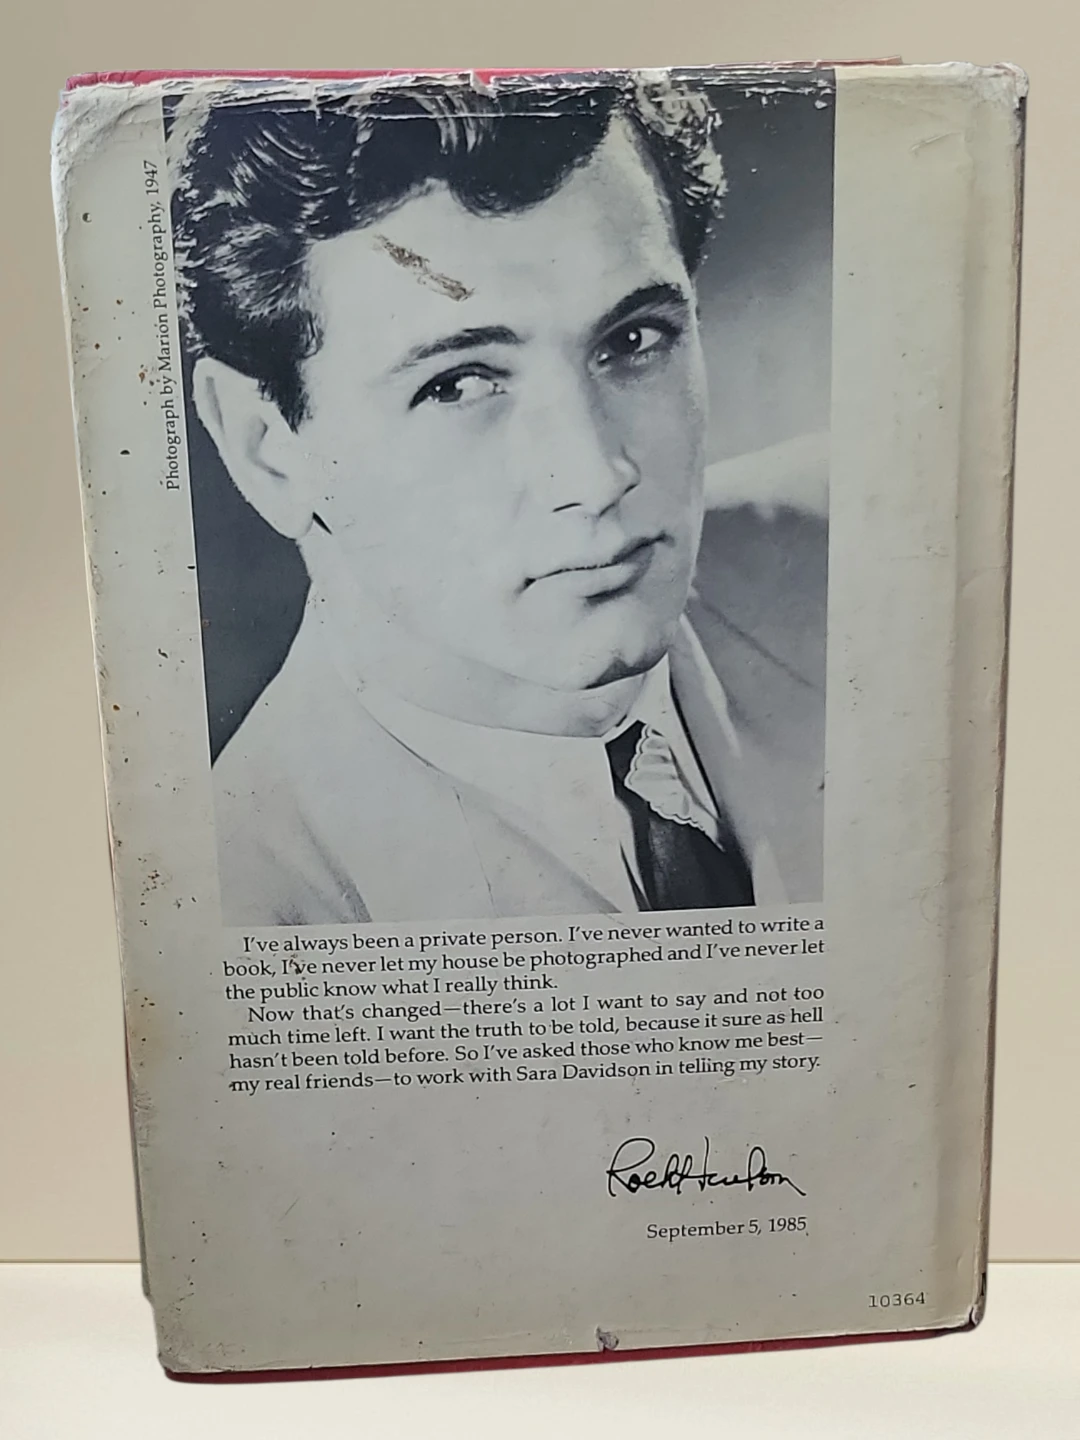 Photograph by Marion Photography, 1947
I've always been a private person. I've never wanted to write a
book, I've never let my house be photographed and I've never let
the public know what I really think.
Now that's changed—there's a lot I want to say and not too
much time left. I want the truth to be told, because it sure as hell
hasn't been told before. So I've asked those who know me best—
my real friends—to work with Sara Davidson in telling my story.
Rock Hudson
September 5, 1985
10364